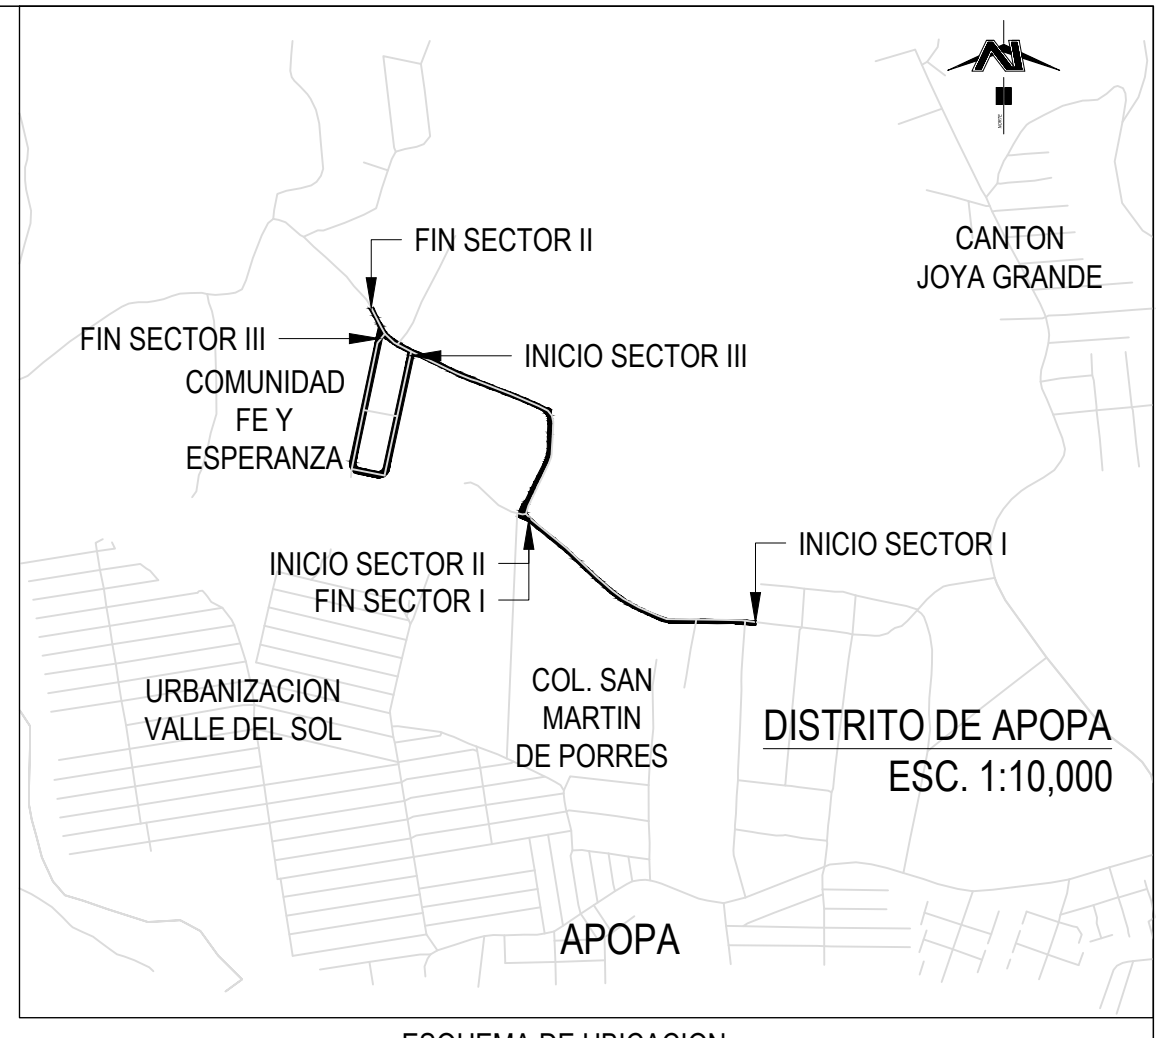 N
NORTE
CANTON
JOYA GRANDE
FIN SECTOR II
FIN SECTOR III
INICIO SECTOR III
COMUNIDAD
FE Y
ESPERANZA
INICIO SECTOR I
INICIO SECTOR II
FIN SECTOR I
URBANIZACION
VALLE DEL SOL
COL. SAN
MARTIN
DE PORRES
DISTRITO DE APOPA
ESC. 1:10,000
APOPA
ESQUEMA DE UBICACION